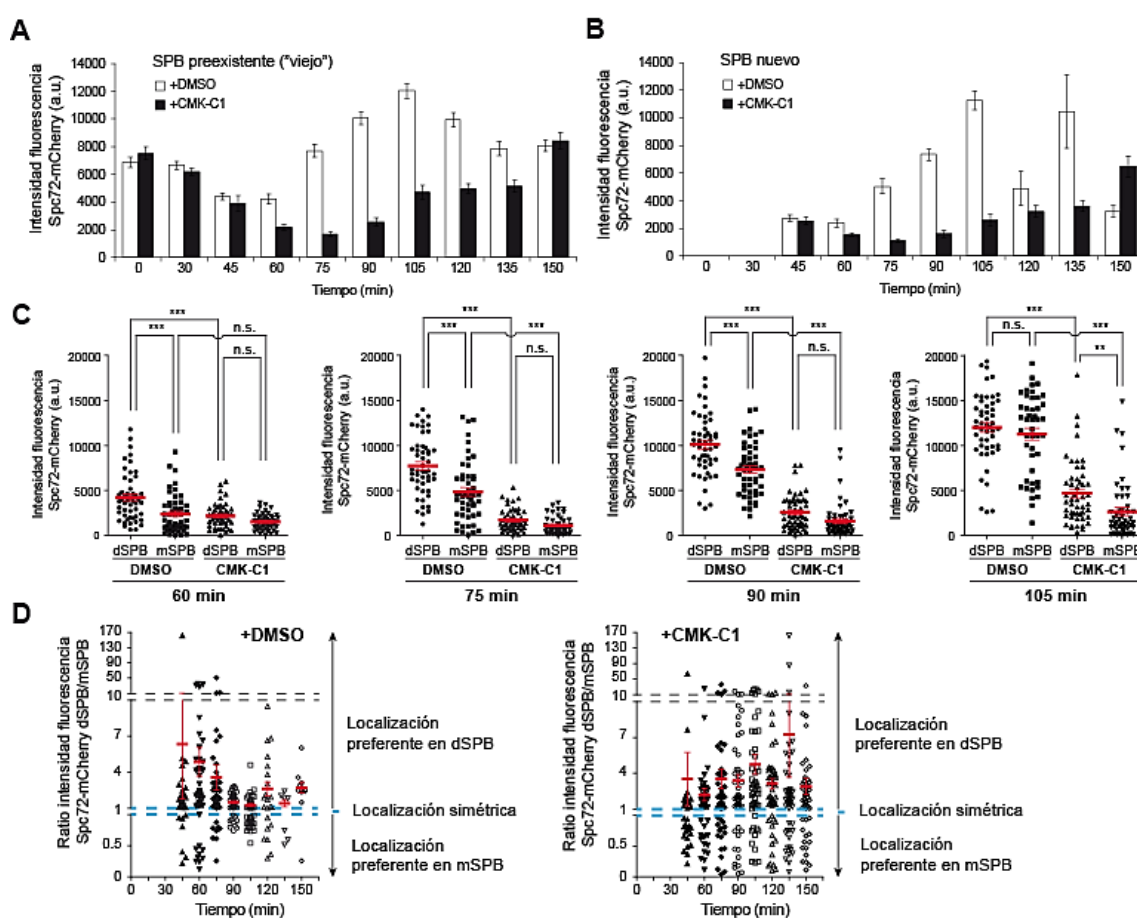 A
SPB preexistente ("viejo")
+DMSO
+CMK-C1
Intensidad fluorescencia
Spc72-mCherry (a.u.)
14000
12000
10000
8000
6000
4000
2000
0
0 30 45 60 75 90 105 120 135 150
Tiempo (min)
B
SPB nuevo
+DMSO
+CMK-C1
Intensidad fluorescencia
Spc72-mCherry (a.u.)
14000
12000
10000
8000
6000
4000
2000
0
0 30 45 60 75 90 105 120 135 150
Tiempo (min)
C
*** 
*** n.s.
n.s.
Intensidad fluorescencia
Spc72-mCherry (a.u.)
20000
15000
10000
5000
0
dSPB mSPB dSPB mSPB
DMSO CMK-C1
60 min
***
*** ***
n.s.
Intensidad fluorescencia
Spc72-mCherry (a.u.)
20000
15000
10000
5000
0
dSPB mSPB dSPB mSPB
DMSO CMK-C1
75 min
***
*** ***
n.s.
Intensidad fluorescencia
Spc72-mCherry (a.u.)
20000
15000
10000
5000
0
dSPB mSPB dSPB mSPB
DMSO CMK-C1
90 min
***
n.s. ***
**
Intensidad fluorescencia
Spc72-mCherry (a.u.)
20000
15000
10000
5000
0
dSPB mSPB dSPB mSPB
DMSO CMK-C1
105 min
D
+DMSO
Ratio intensidad fluorescencia
Spc72-mCherry dSPB/mSPB
170
130
90
50
10
7
4
1
0.5
0
0 30 60 90 120 150
Tiempo (min)
Localización
preferente en dSPB
Localización simétrica
Localización
preferente en mSPB
+CMK-C1
Ratio intensidad fluorescencia
Spc72-mCherry dSPB/mSPB
170
130
90
50
10
7
4
1
0.5
0
0 30 60 90 120 150
Tiempo (min)
Localización
preferente en dSPB
Localización simétrica
Localización
preferente en mSPB